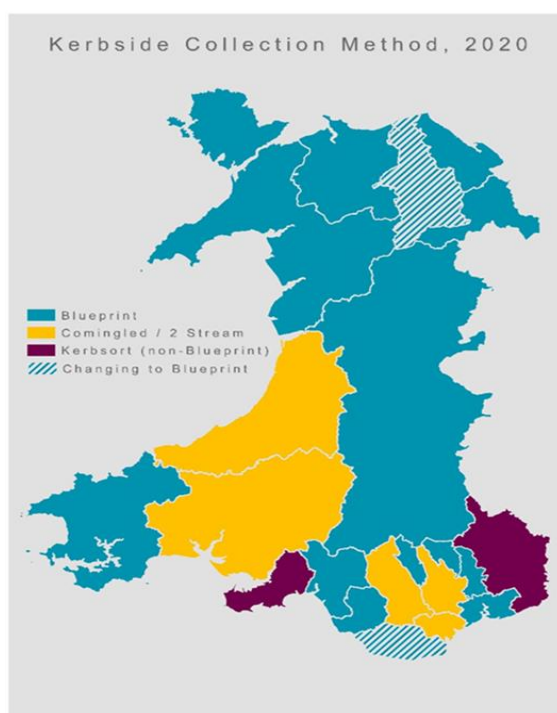 Kerbside Collection Method, 2020
Blueprint
Comingled / 2 Stream
Kerbsort (non-Blueprint)
Changing to Blueprint